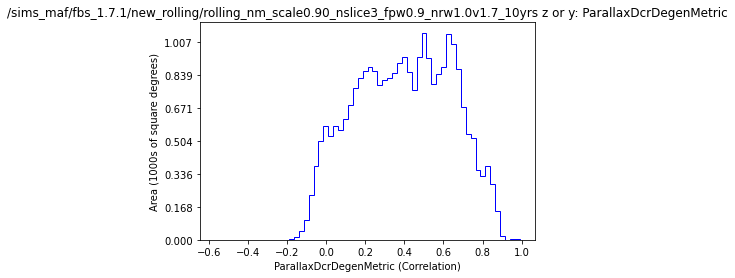 /sims_maf/fbs_1.7.1/new_rolling/rolling_nm_scale0.90_nslice3_fpw0.9_nrw1.0v1.7_10yrs z or y: ParallaxDcrDegenMetric
Area (1000s of square degrees)
1.007
0.839
0.671
0.504
0.336
0.168
0.000
−0.6 −0.4 −0.2 0.0 0.2 0.4 0.6 0.8 1.0
ParallaxDcrDegenMetric (Correlation)